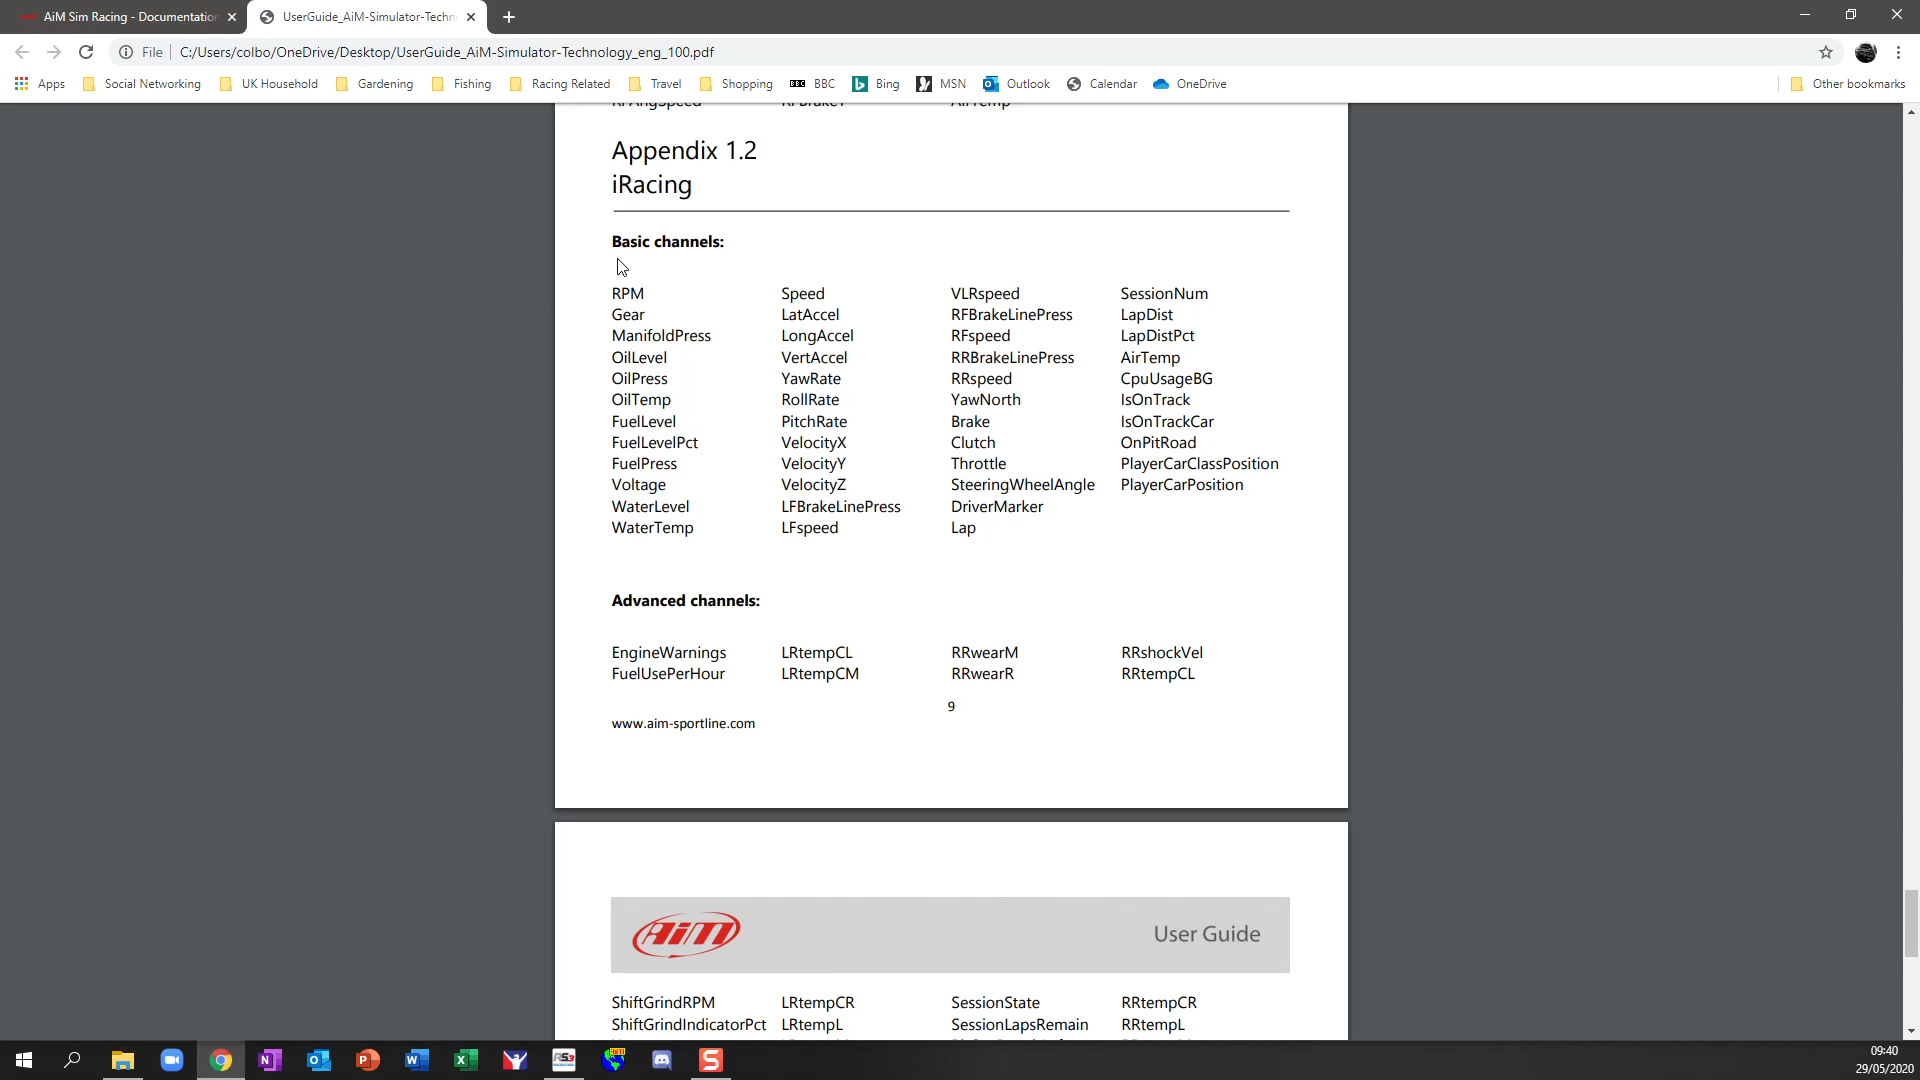 AiM Sim Racing - Documentation
UserGuide_AiM-Simulator-Techn
File
C:/Users/colbo/OneDrive/Desktop/UserGuide_AiM-Simulator-Technology_eng_100.pdf
Apps Social Networking UK Household Gardening Fishing Racing Related Travel Shopping BBC BBC Bing MSN Outlook Calendar OneDrive Other bookmarks
Appendix 1.2
iRacing
Basic channels:
RPM Speed VLRspeed SessionNum
Gear LatAccel RFBrakeLinePress LapDist
ManifoldPress LongAccel RFspeed LapDistPct
OilLevel VertAccel RRBrakeLinePress AirTemp
OilPress YawRate RRspeed CpuUsageBG
OilTemp RollRate YawNorth IsOnTrack
FuelLevel PitchRate Brake IsOnTrackCar
FuelLevelPct VelocityX Clutch OnPitRoad
FuelPress VelocityY Throttle PlayerCarClassPosition
Voltage VelocityZ SteeringWheelAngle PlayerCarPosition
WaterLevel LFBrakeLinePress DriverMarker
WaterTemp LFspeed Lap
Advanced channels:
EngineWarnings LRtempCL RRwearM RRshockVel
FuelUsePerHour LRtempCM RRwearR RRtempCL
9
www.aim-sportline.com
AiM
User Guide
ShiftGrindRPM LRtempCR SessionState RRtempCR
ShiftGrindIndicatorPct LRtempL SessionLapsRemain RRtempL
RS3
09:40
29/05/2020